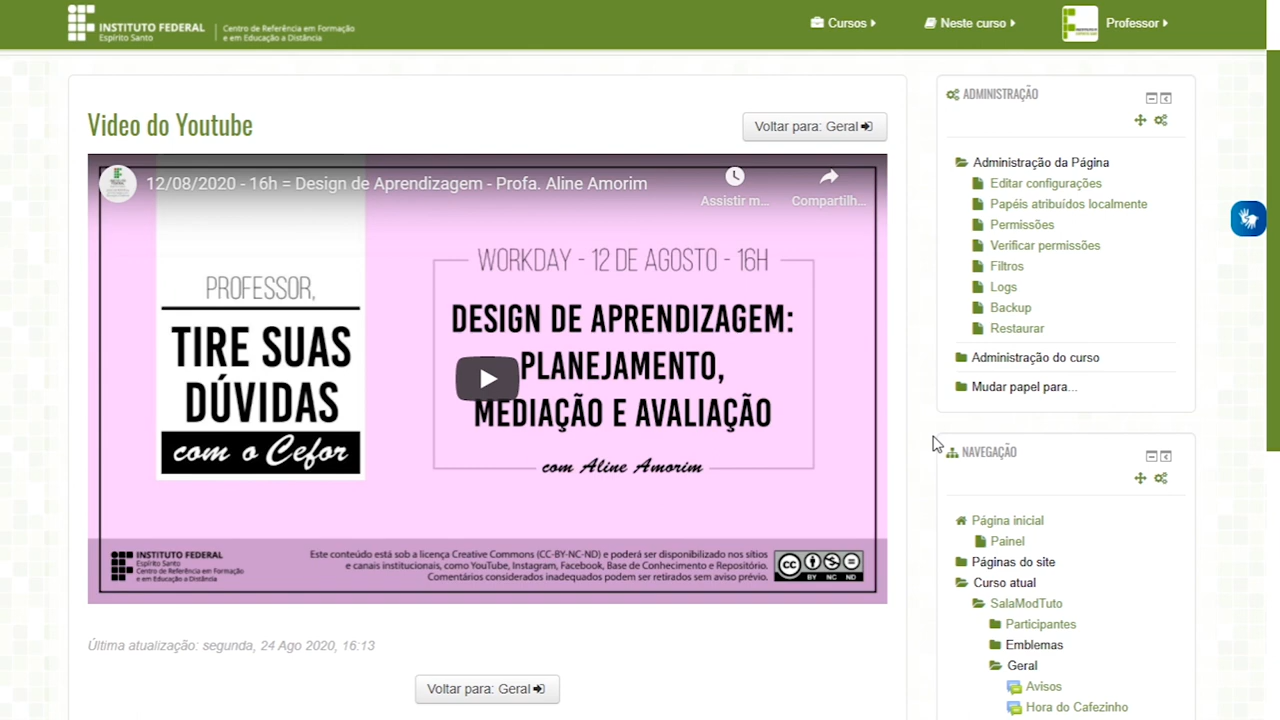 INSTITUTO FEDERAL
Espírito Santo
Centro de Referência em Formação
e em Educação a Distância
Cursos
Neste curso
Professor
Video do Youtube
Voltar para: Geral
12/08/2020 - 16h = Design de Aprendizagem - Profa. Aline Amorim
Assistir m...
Compartilh...
PROFESSOR,
TIRE SUAS
DÚVIDAS
com o Cefor
WORKDAY - 12 DE AGOSTO - 16H
DESIGN DE APRENDIZAGEM:
PLANEJAMENTO,
MEDIAÇÃO E AVALIAÇÃO
com Aline Amorim
INSTITUTO FEDERAL
Espírito Santo
Centro de Referência em Formação
e em Educação a Distância
Este conteúdo está sob a licença Creative Commons (CC-BY-NC-ND) e poderá ser disponibilizado nos sítios
e canais institucionais, como YouTube, Instagram, Facebook, Base de Conhecimento e Repositório.
Comentários considerados inadequados podem ser retirados sem aviso prévio.
cc
BY NC ND
Última atualização: segunda, 24 Ago 2020, 16:13
Voltar para: Geral
ADMINISTRAÇÃO
Administração da Página
Editar configurações
Papéis atribuídos localmente
Permissões
Verificar permissões
Filtros
Logs
Backup
Restaurar
Administração do curso
Mudar papel para...
NAVEGAÇÃO
Página inicial
Painel
Páginas do site
Curso atual
SalaModTuto
Participantes
Emblemas
Geral
Avisos
Hora do Cafezinho